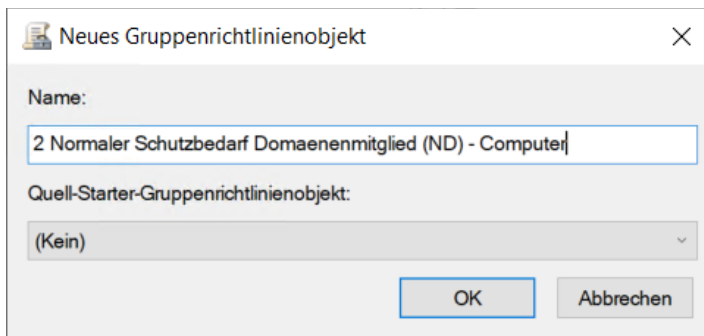 Neues Gruppenrichtlinienobjekt
Name:
2 Normaler Schutzbedarf Domaenenmitglied (ND) - Computer
Quell-Starter-Gruppenrichtlinienobjekt:
(Kein)
OK
Abbrechen